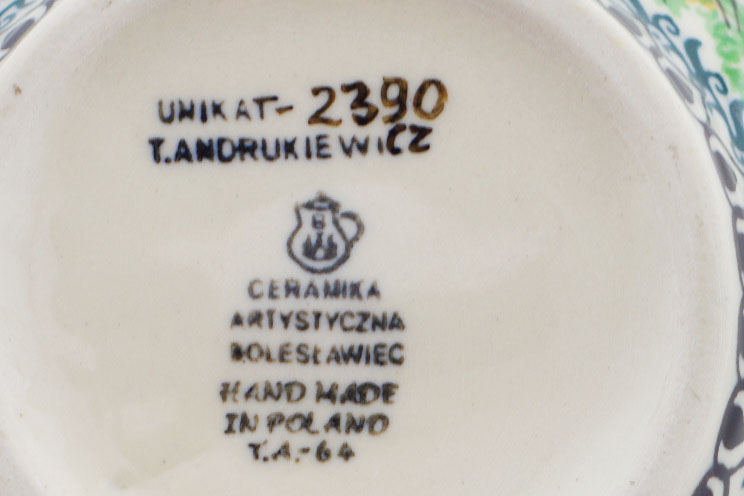 UNIKAT- 2390
T.ANDRUKIEWICZ
CERAMIKA
ARTYSTYCZNA
BOLESŁAWIEC
HAND MADE
IN POLAND
T.A.-64